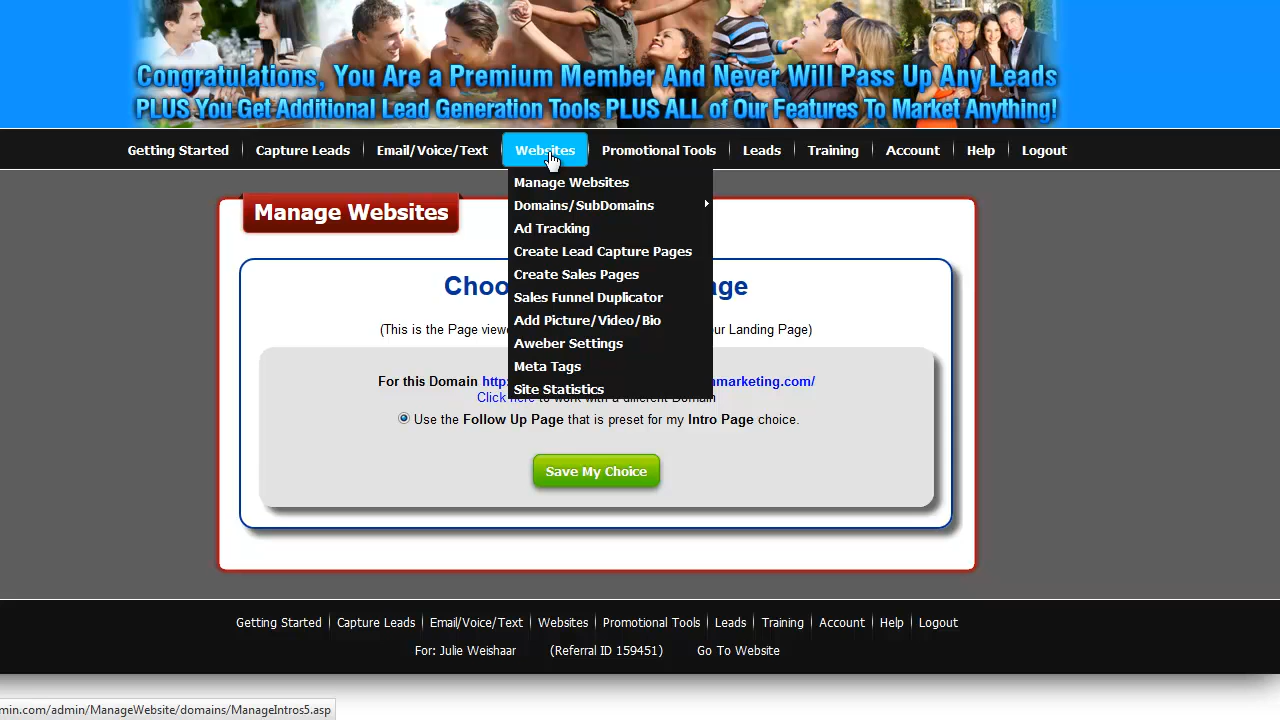 Congratulations, You Are a Premium Member And Never Will Pass Up Any Leads
PLUS You Get Additional Lead Generation Tools PLUS ALL of Our Features To Market Anything!
Getting Started
Capture Leads
Email/Voice/Text
Websites
Promotional Tools
Leads
Training
Account
Help
Logout
Manage Websites
Domains/SubDomains
Ad Tracking
Create Lead Capture Pages
Create Sales Pages
Sales Funnel Duplicator
Add Picture/Video/Bio
Aweber Settings
Meta Tags
Site Statistics
Manage Websites
(This is the Page Landing Page)
For this Domain marketing.com/
Click here to work with a different Domain
Use the Follow Up Page that is preset for my Intro Page choice.
Save My Choice
Getting Started
Capture Leads
Email/Voice/Text
Websites
Promotional Tools
Leads
Training
Account
Help
Logout
For: Julie Weishaar (Referral ID 159451) Go To Website
min.com/admin/ManageWebsite/domains/ManageIntros5.asp